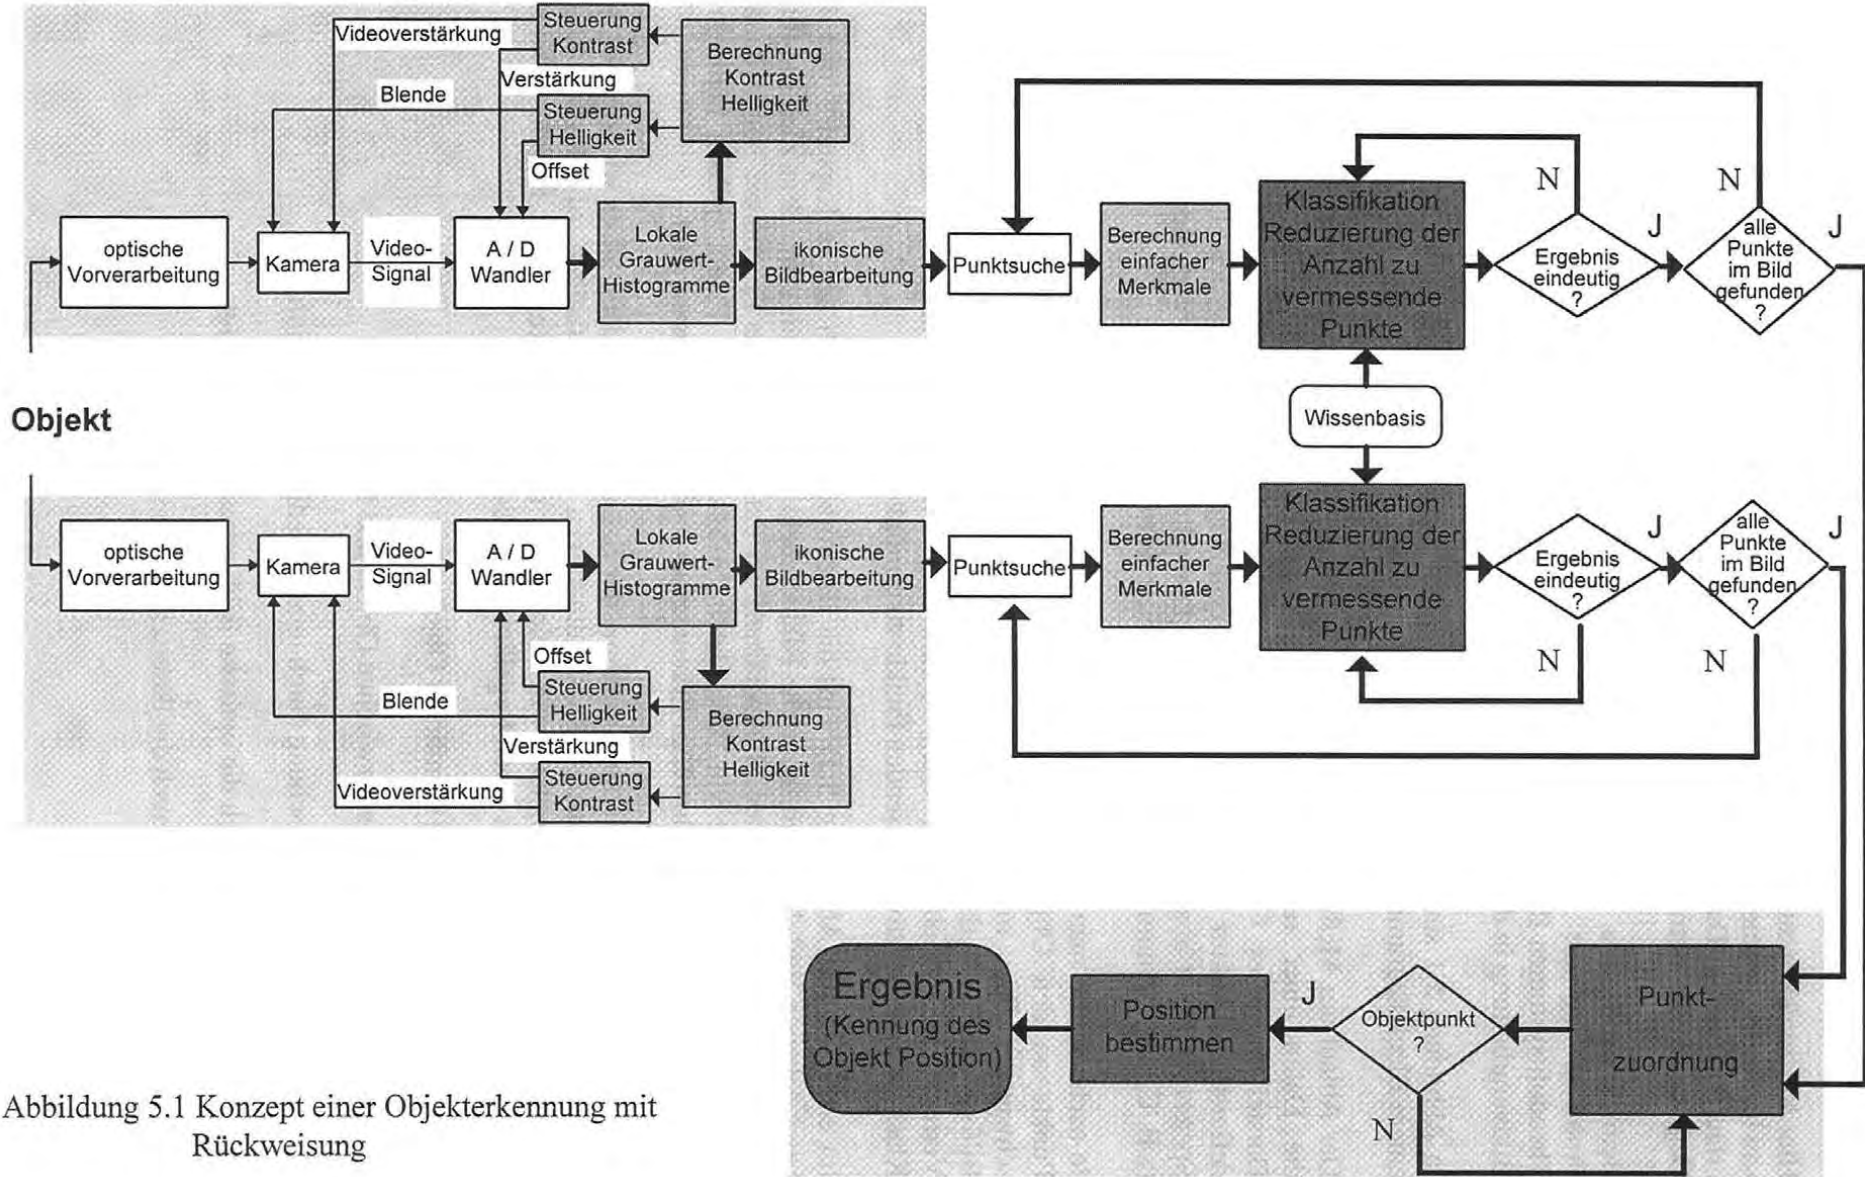 Steuerung
Kontrast
Videoverstärkung
Berechnung
Kontrast
Helligkeit
Verstärkung
Blende
Steuerung
Helligkeit
Offset
optische
Vorverarbeitung
Kamera
Video-
Signal
A / D
Wandler
Lokale
Grauwert-
Histogramme
ikonische
Bildbearbeitung
Punktsuche
Berechnung
einfacher
Merkmale
Klassifikation
Reduzierung der
Anzahl zu
vermessende
Punkte
N
Ergebnis
eindeutig
?
J
N
alle
Punkte
im Bild
gefunden
?
J
Objekt
Wissenbasis
optische
Vorverarbeitung
Kamera
Video-
Signal
A / D
Wandler
Lokale
Grauwert-
Histogramme
ikonische
Bildbearbeitung
Punktsuche
Berechnung
einfacher
Merkmale
Klassifikation
Reduzierung der
Anzahl zu
vermessende
Punkte
Ergebnis
eindeutig
?
J
N
alle
Punkte
im Bild
gefunden
?
J
N
Offset
Steuerung
Helligkeit
Blende
Berechnung
Kontrast
Helligkeit
Verstärkung
Steuerung
Kontrast
Videoverstärkung
Ergebnis
(Kennung des
Objekt Position)
Position
bestimmen
J
Objektpunkt
?
N
Punkt-
zuordnung
Abbildung 5.1 Konzept einer Objekterkennung mit
Rückweisung